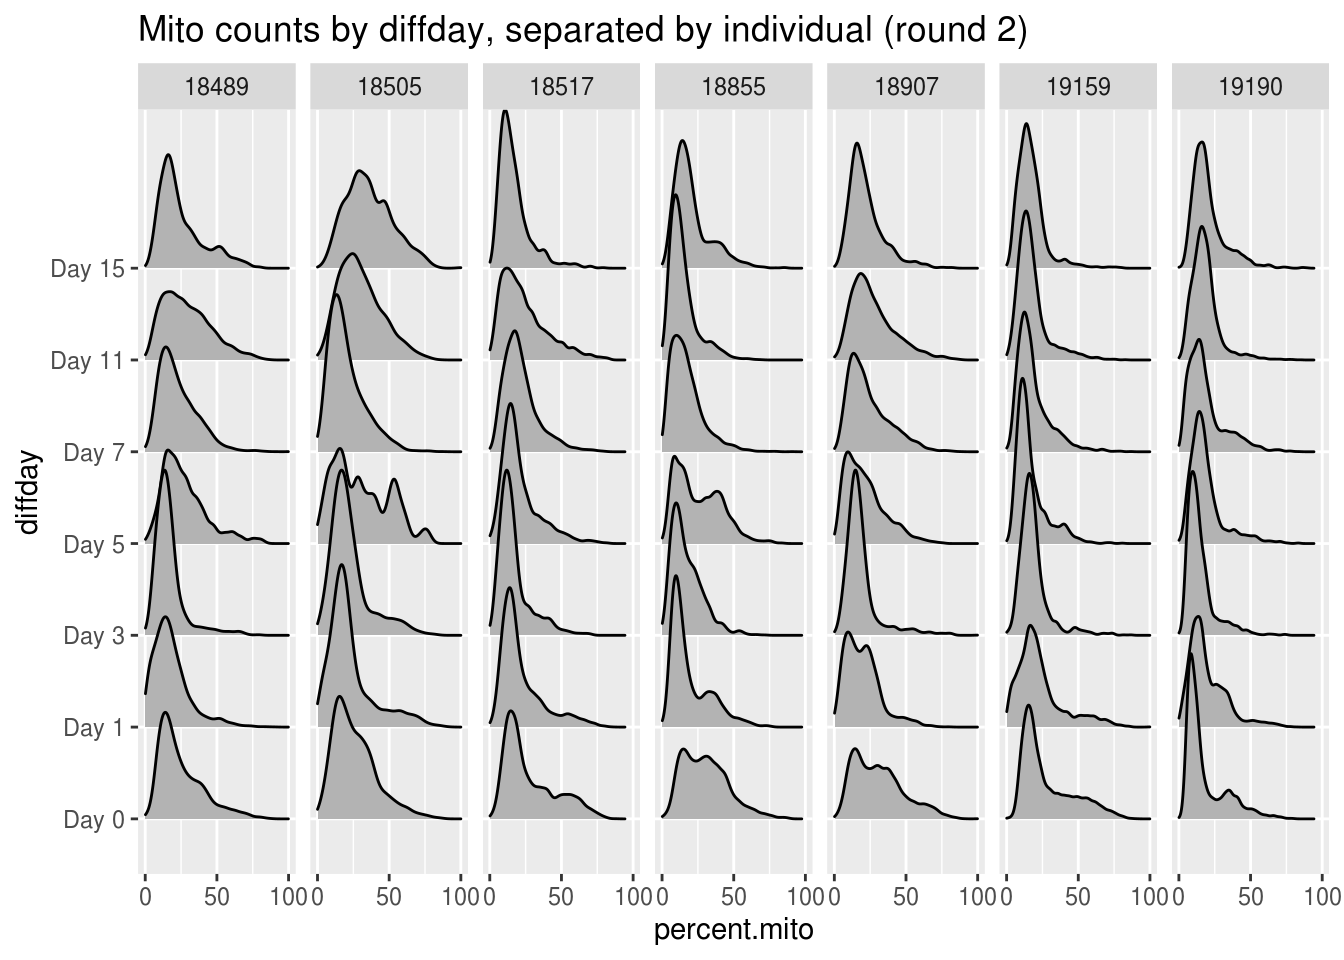 Mito counts by diffday, separated by individual (round 2)
18489 18505 18517 18855 18907 19159 19190
Day 15
Day 11
Day 7
Day 5
Day 3
Day 1
Day 0
diffday
0 50 100 0 50 100 0 50 100 0 50 100 0 50 100 0 50 100 0 50 100
percent.mito